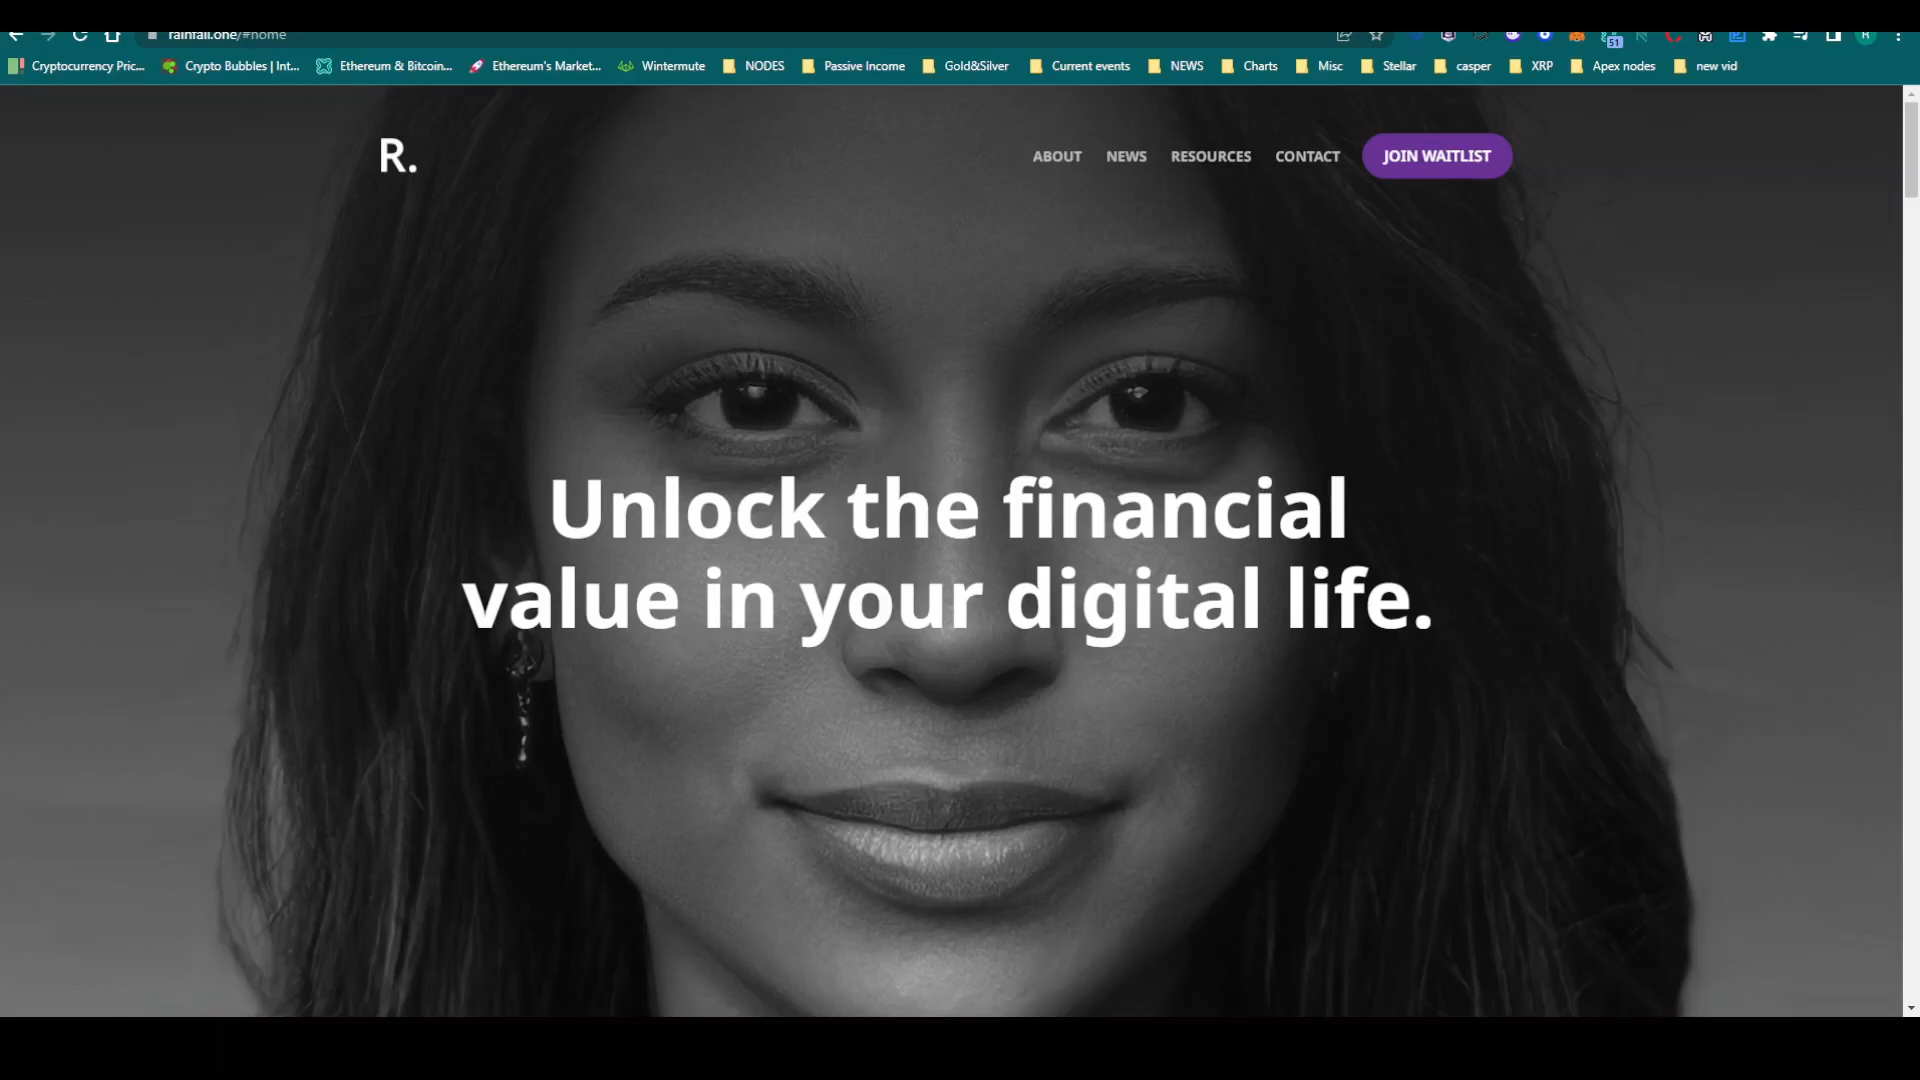 rainfall.one/#home
51
R
Cryptocurrency Pric... Crypto Bubbles | Int... Ethereum & Bitcoin... Ethereum's Market... Wintermute NODES Passive Income Gold&Silver Current events NEWS Charts Misc Stellar casper XRP Apex nodes new vid
R. ABOUT NEWS RESOURCES CONTACT JOIN WAITLIST
Unlock the financial
value in your digital life.